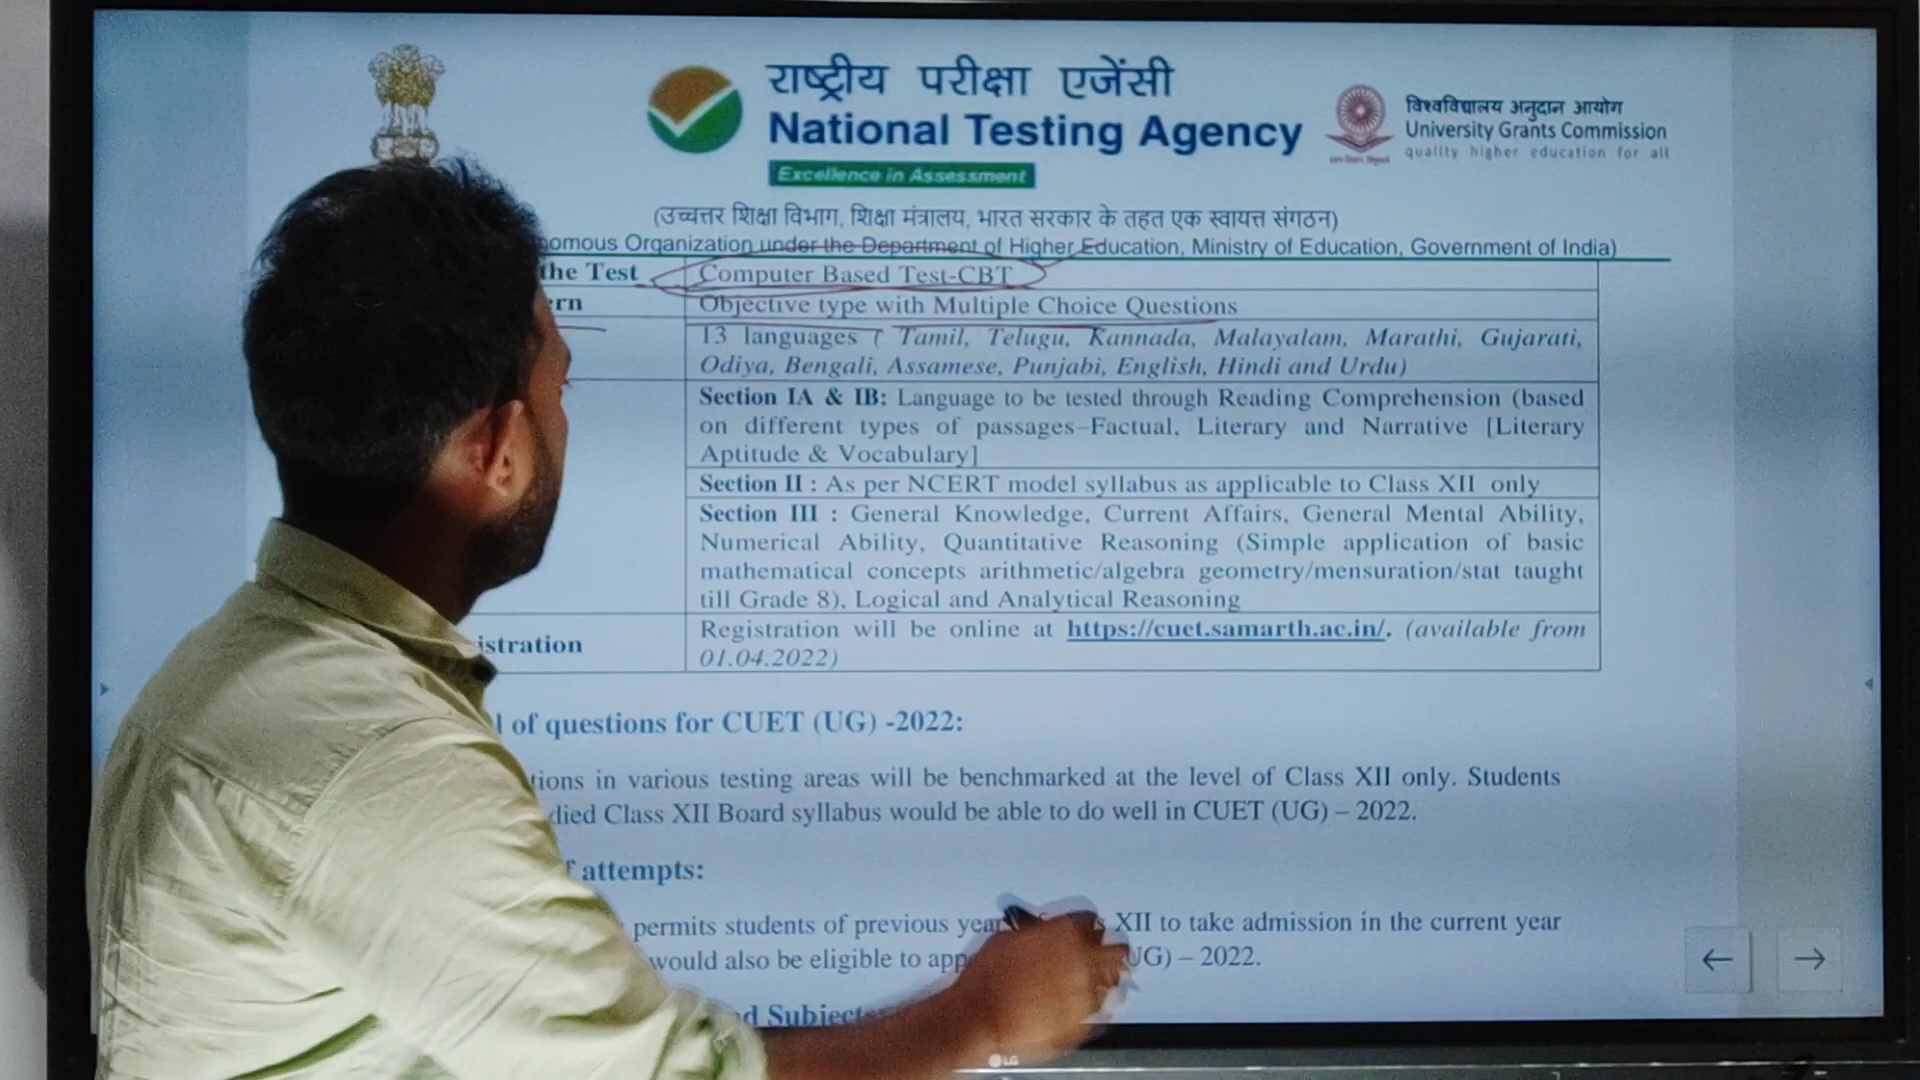 राष्ट्रीय परीक्षा एजेंसी
National Testing Agency
Excellence in Assessment
विश्वविद्यालय अनुदान आयोग
University Grants Commission
quality higher education for all
(उच्चत्तर शिक्षा विभाग, शिक्षा मंत्रालय, भारत सरकार के तहत एक स्वायत्त संगठन)
nomous Organization under the Department of Higher Education, Ministry of Education, Government of India)
the Test Computer Based Test-CBT
rn Objective type with Multiple Choice Questions
13 languages ( Tamil, Telugu, Kannada, Malayalam, Marathi, Gujarati,
Odiya, Bengali, Assamese, Punjabi, English, Hindi and Urdu)
Section IA & IB: Language to be tested through Reading Comprehension (based
on different types of passages–Factual, Literary and Narrative [Literary
Aptitude & Vocabulary]
Section II : As per NCERT model syllabus as applicable to Class XII only
Section III : General Knowledge, Current Affairs, General Mental Ability,
Numerical Ability, Quantitative Reasoning (Simple application of basic
mathematical concepts arithmetic/algebra geometry/mensuration/stat taught
till Grade 8), Logical and Analytical Reasoning
istration Registration will be online at https://cuet.samarth.ac.in/. (available from
01.04.2022)
l of questions for CUET (UG) -2022:
tions in various testing areas will be benchmarked at the level of Class XII only. Students
died Class XII Board syllabus would be able to do well in CUET (UG) – 2022.
f attempts:
permits students of previous year XII to take admission in the current year
would also be eligible to app UG) – 2022.
d Subject
LG